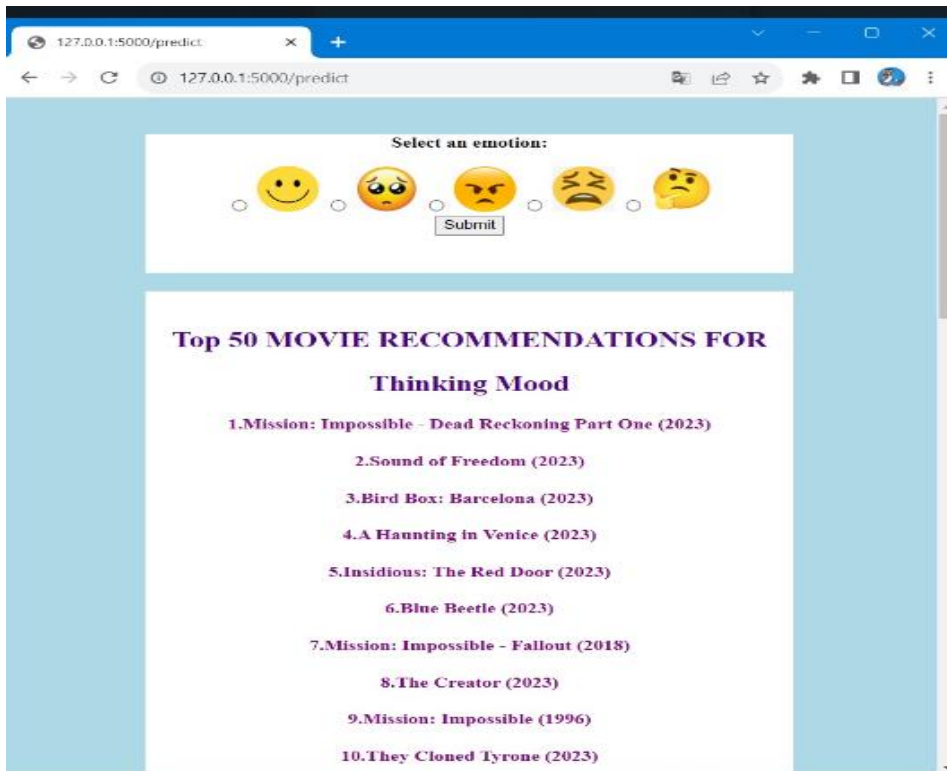 127.0.0.1:5000/predict
127.0.0.1:5000/predict
Select an emotion:
Submit
Top 50 MOVIE RECOMMENDATIONS FOR
Thinking Mood
1.Mission: Impossible - Dead Reckoning Part One (2023)
2.Sound of Freedom (2023)
3.Bird Box: Barcelona (2023)
4.A Haunting in Venice (2023)
5.Insidious: The Red Door (2023)
6.Blue Beetle (2023)
7.Mission: Impossible - Fallout (2018)
8.The Creator (2023)
9.Mission: Impossible (1996)
10.They Cloned Tyrone (2023)